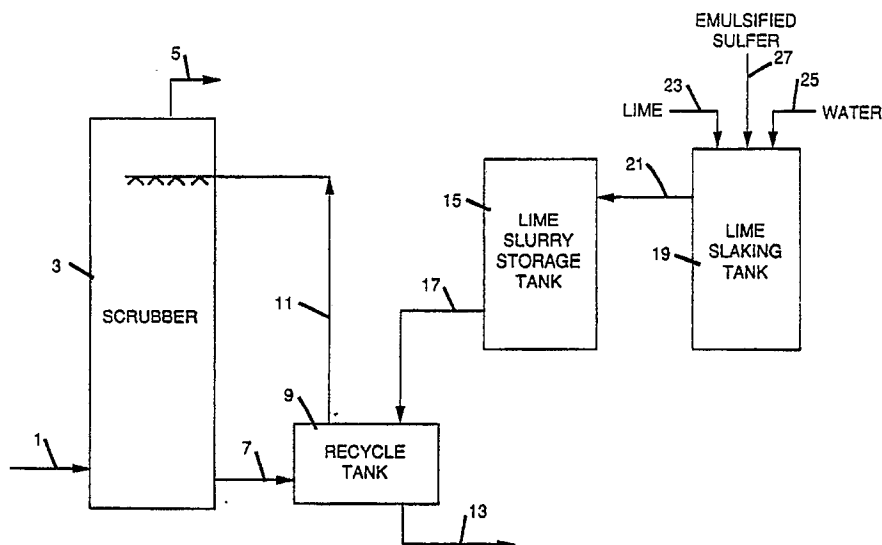 EMULSIFIED
SULFER
27
23
25
LIME
WATER
5
21
15
LIME
SLURRY
STORAGE
TANK
19
LIME
SLAKING
TANK
3
SCRUBBER
11
17
9
RECYCLE
TANK
1
7
13